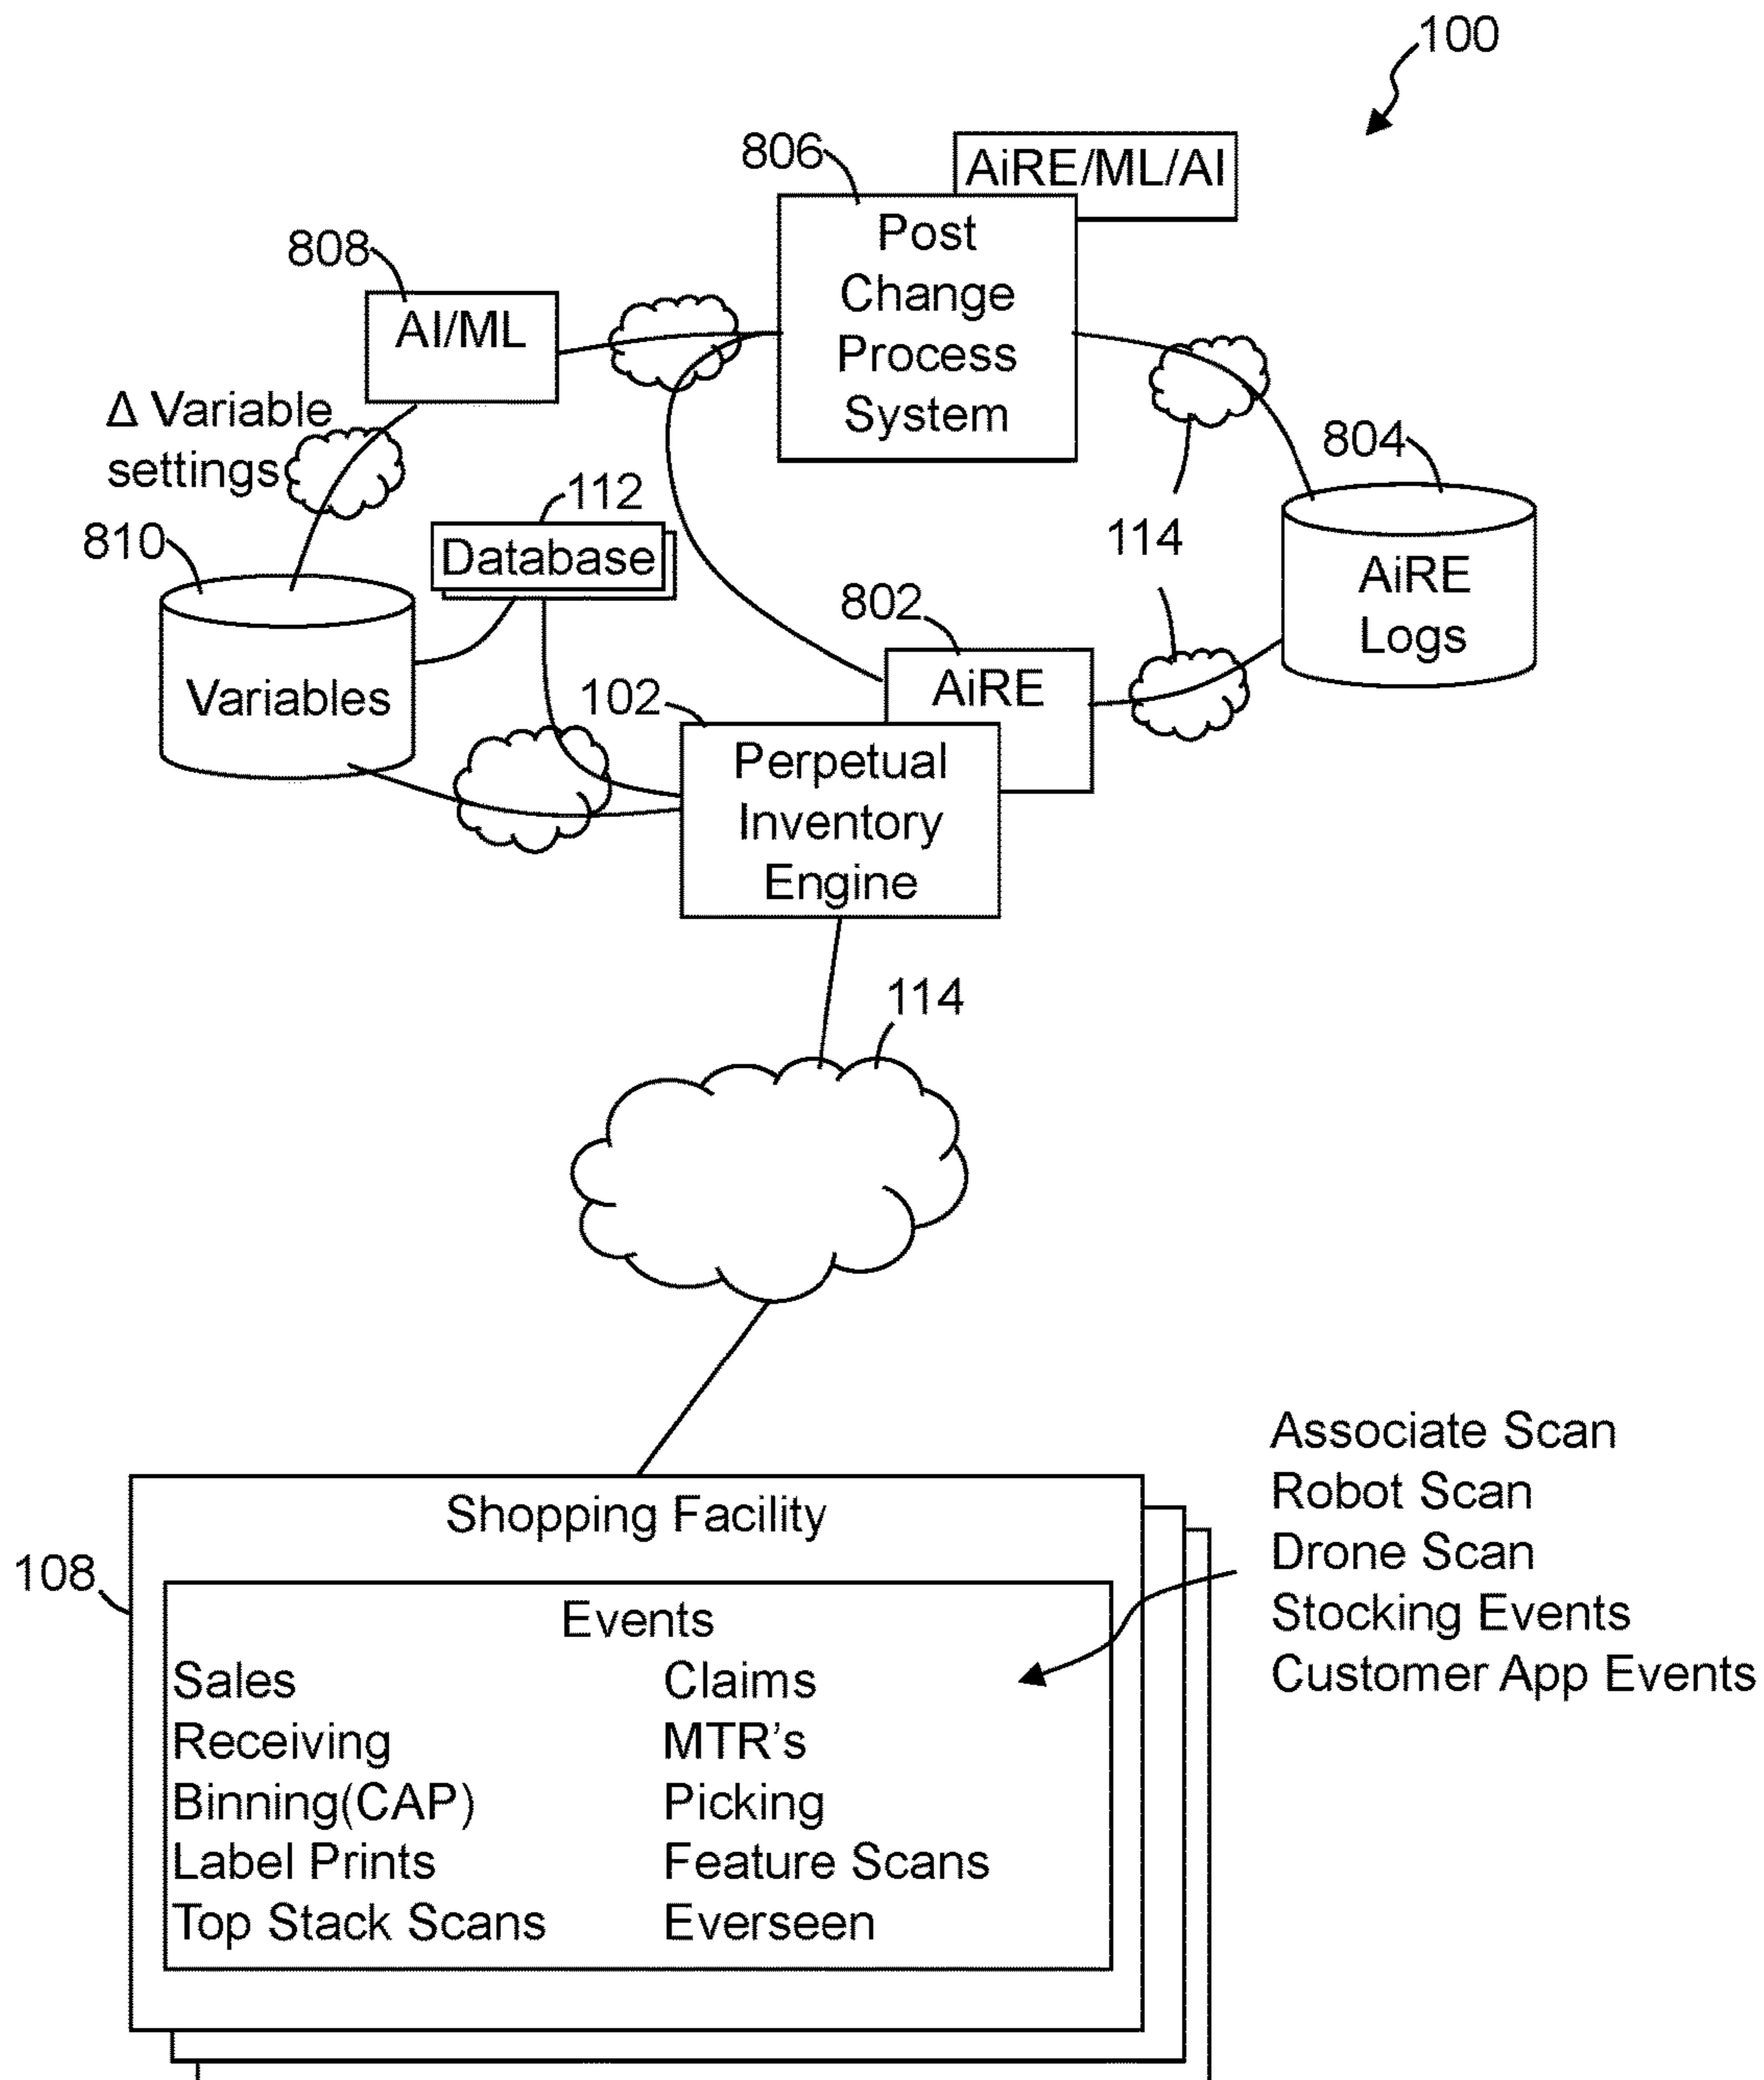 100
806
AiRE/ML/AI
Post
Change
Process
System
808
AI/ML
Δ Variable
settings
804
114
AiRE
Logs
112
Database
810
Variables
802
AiRE
102
Perpetual
Inventory
Engine
114
Associate Scan
Robot Scan
Drone Scan
Stocking Events
Customer App Events
108
Shopping Facility
Events
Sales
Receiving
Binning(CAP)
Label Prints
Top Stack Scans
Claims
MTR's
Picking
Feature Scans
Everseen